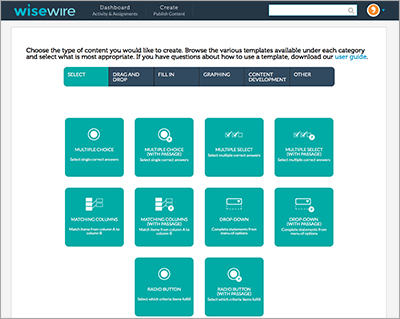 wisewire
Dashboard
Activity & Assignments
Create
Publish Content
Choose the type of content you would like to create. Browse the various templates available under each category
and select what is most appropriate. If you have questions about how to use a template, download our user guide.
SELECT
DRAG AND
DROP
FILL IN
GRAPHING
CONTENT
DEVELOPMENT
OTHER
MULTIPLE CHOICE
Select single correct answers
MULTIPLE CHOICE
(WITH PASSAGE)
Select single correct answers
MULTIPLE SELECT
Select multiple correct answers
MULTIPLE SELECT
(WITH PASSAGE)
Select multiple correct answers
MATCHING COLUMNS
Match items from column A to
column B
MATCHING COLUMNS
(WITH PASSAGE)
Match items from column A to
column B
DROP-DOWN
Complete statements from
menu of options
DROP-DOWN
(WITH PASSAGE)
Complete statements from
menu of options
RADIO BUTTON
Select which criteria items fulfill
RADIO BUTTON
(WITH PASSAGE)
Select which criteria items fulfill